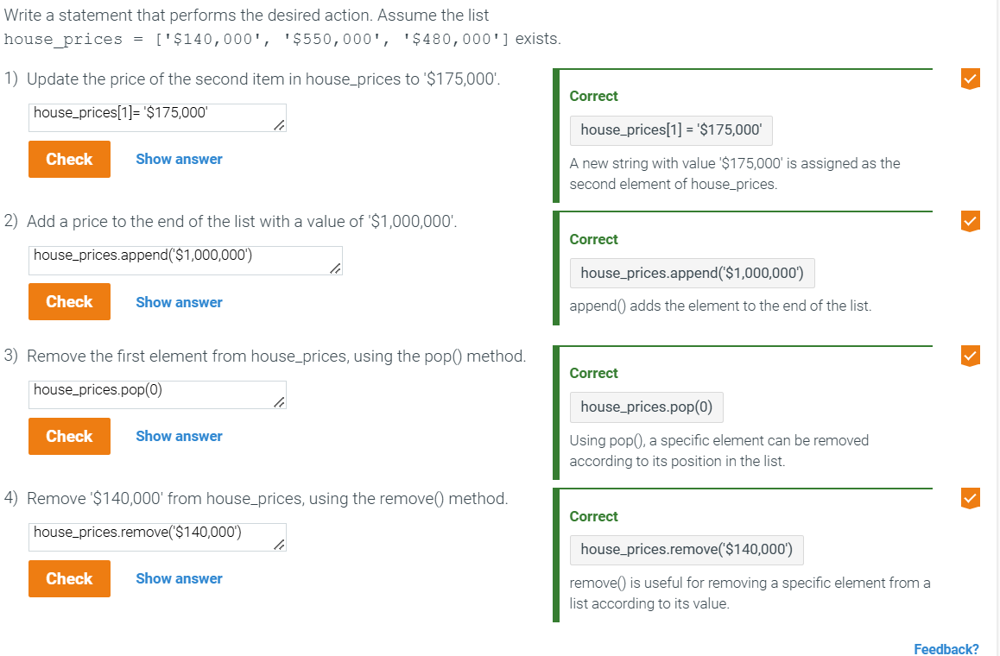 Write a statement that performs the desired action. Assume the list
house_prices = ['$140,000', '$550,000', '$480,000'] exists.
1) Update the price of the second item in house_prices to '$175,000'.
house_prices[1]= '$175,000'
Check Show answer
Correct
house_prices[1] = '$175,000'
A new string with value '$175,000' is assigned as the
second element of house_prices.
2) Add a price to the end of the list with a value of '$1,000,000'.
house_prices.append('$1,000,000')
Check Show answer
Correct
house_prices.append('$1,000,000')
append() adds the element to the end of the list.
3) Remove the first element from house_prices, using the pop() method.
house_prices.pop(0)
Check Show answer
Correct
house_prices.pop(0)
Using pop(), a specific element can be removed
according to its position in the list.
4) Remove '$140,000' from house_prices, using the remove() method.
house_prices.remove('$140,000')
Check Show answer
Correct
house_prices.remove('$140,000')
remove() is useful for removing a specific element from a
list according to its value.
Feedback?